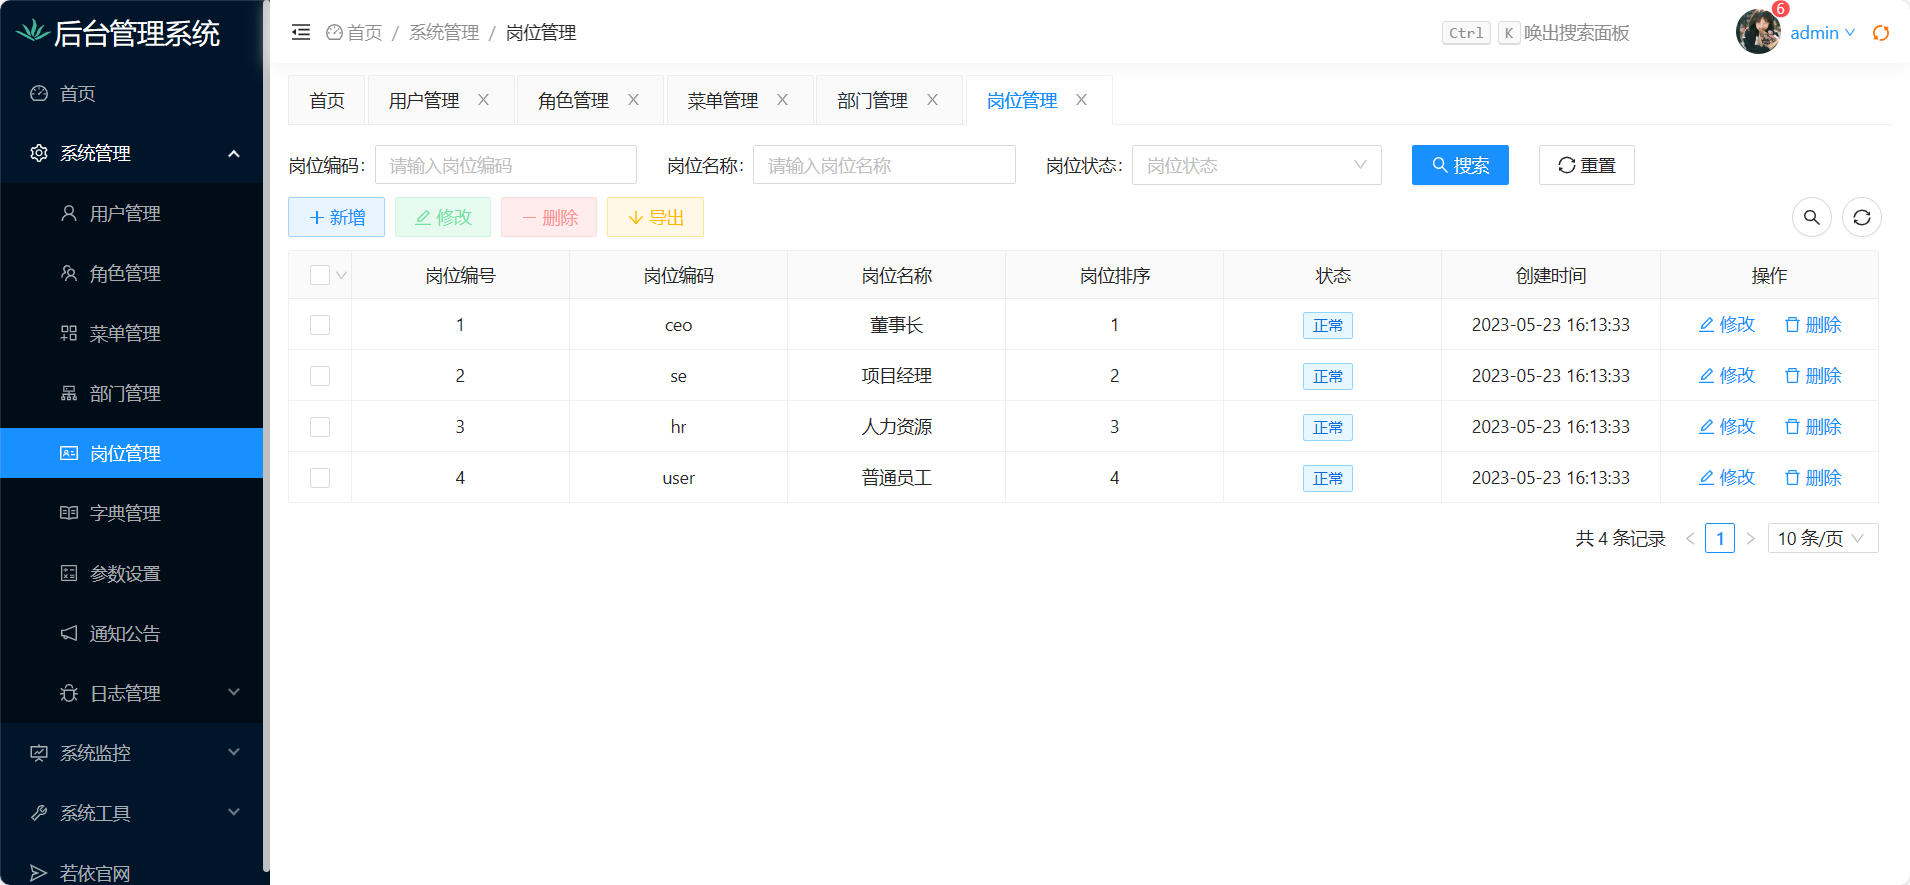 后台管理系统
首页
系统管理
用户管理
角色管理
菜单管理
部门管理
岗位管理
字典管理
参数设置
通知公告
日志管理
系统监控
系统工具
若依官网
首页 / 系统管理 / 岗位管理
Ctrl K 唤出搜索面板
6
admin
首页 用户管理 角色管理 菜单管理 部门管理 岗位管理
岗位编码: 请输入岗位编码 岗位名称: 请输入岗位名称 岗位状态: 岗位状态 搜索 重置
新增 修改 删除 导出
岗位编号 岗位编码 岗位名称 岗位排序 状态 创建时间 操作
1 ceo 董事长 1 正常 2023-05-23 16:13:33 修改 删除
2 se 项目经理 2 正常 2023-05-23 16:13:33 修改 删除
3 hr 人力资源 3 正常 2023-05-23 16:13:33 修改 删除
4 user 普通员工 4 正常 2023-05-23 16:13:33 修改 删除
共 4 条记录 < 1 > 10 条/页